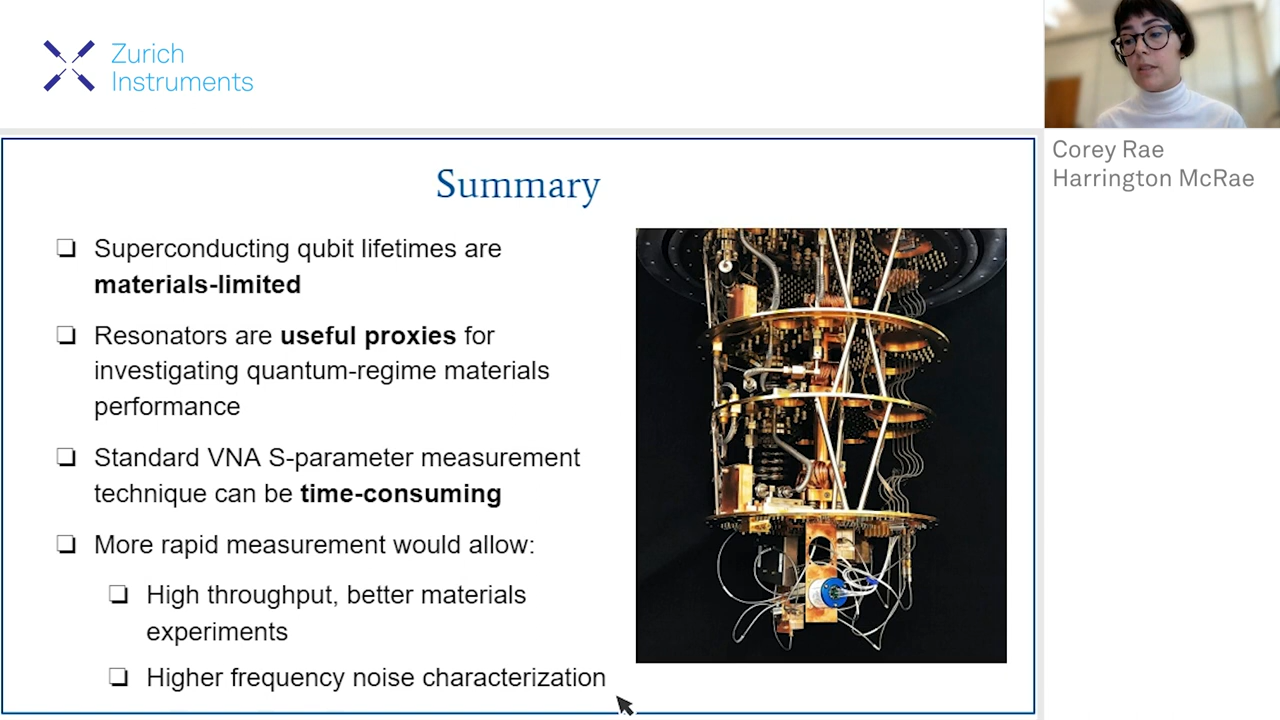 Zurich
Instruments
Corey Rae
Harrington McRae
Summary
❏ Superconducting qubit lifetimes are
materials-limited
❏ Resonators are useful proxies for
investigating quantum-regime materials
performance
❏ Standard VNA S-parameter measurement
technique can be time-consuming
❏ More rapid measurement would allow:
❏ High throughput, better materials
experiments
❏ Higher frequency noise characterization